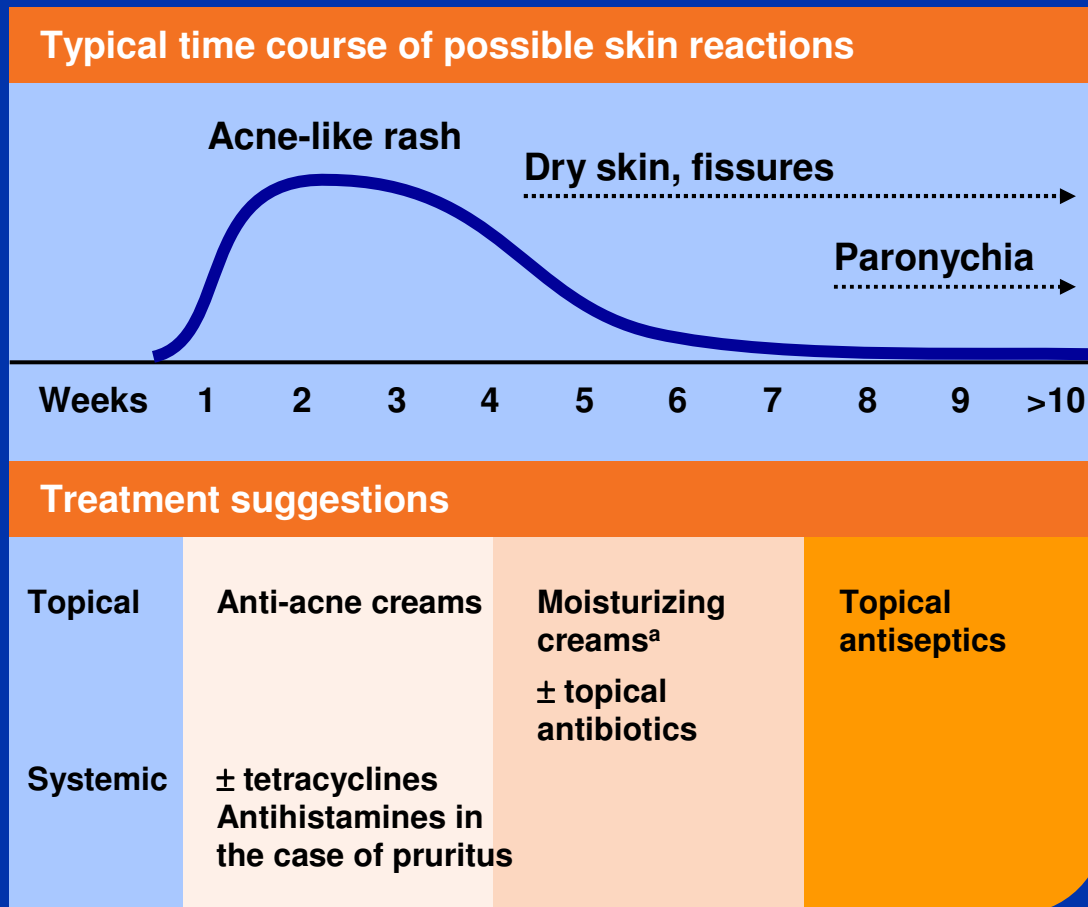 Typical time course of possible skin reactions
Acne-like rash
Dry skin, fissures
Paronychia
Weeks 1 2 3 4 5 6 7 8 9 >10
Treatment suggestions
Topical
Anti-acne creams
Moisturizing
creamsᵃ
± topical
antibiotics
Topical
antiseptics
Systemic
± tetracyclines
Antihistamines in
the case of pruritus